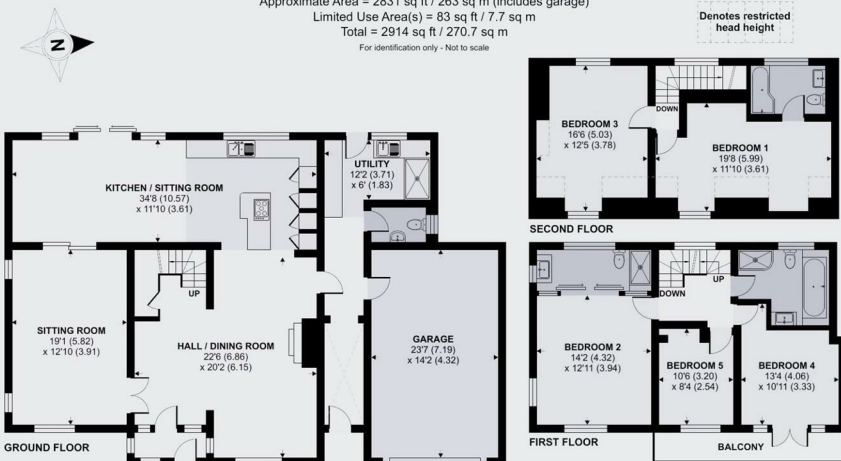 Approximate Area = 2831 sq ft / 263 sq m (includes garage)
Limited Use Area(s) = 83 sq ft / 7.7 sq m
Total = 2914 sq ft / 270.7 sq m
For identification only - Not to scale
Denotes restricted
head height
N
KITCHEN / SITTING ROOM
34'8 (10.57)
x 11'10 (3.61)
UTILITY
12'2 (3.71)
x 6' (1.83)
UP
SITTING ROOM
19'1 (5.82)
x 12'10 (3.91)
HALL / DINING ROOM
22'6 (6.86)
x 20'2 (6.15)
GARAGE
23'7 (7.19)
x 14'2 (4.32)
GROUND FLOOR
BEDROOM 3
16'6 (5.03)
x 12'5 (3.78)
DOWN
BEDROOM 1
19'8 (5.99)
x 11'10 (3.61)
SECOND FLOOR
DOWN
UP
BEDROOM 2
14'2 (4.32)
x 12'11 (3.94)
BEDROOM 5
10'6 (3.20)
x 8'4 (2.54)
BEDROOM 4
13'4 (4.06)
x 10'11 (3.33)
FIRST FLOOR
BALCONY